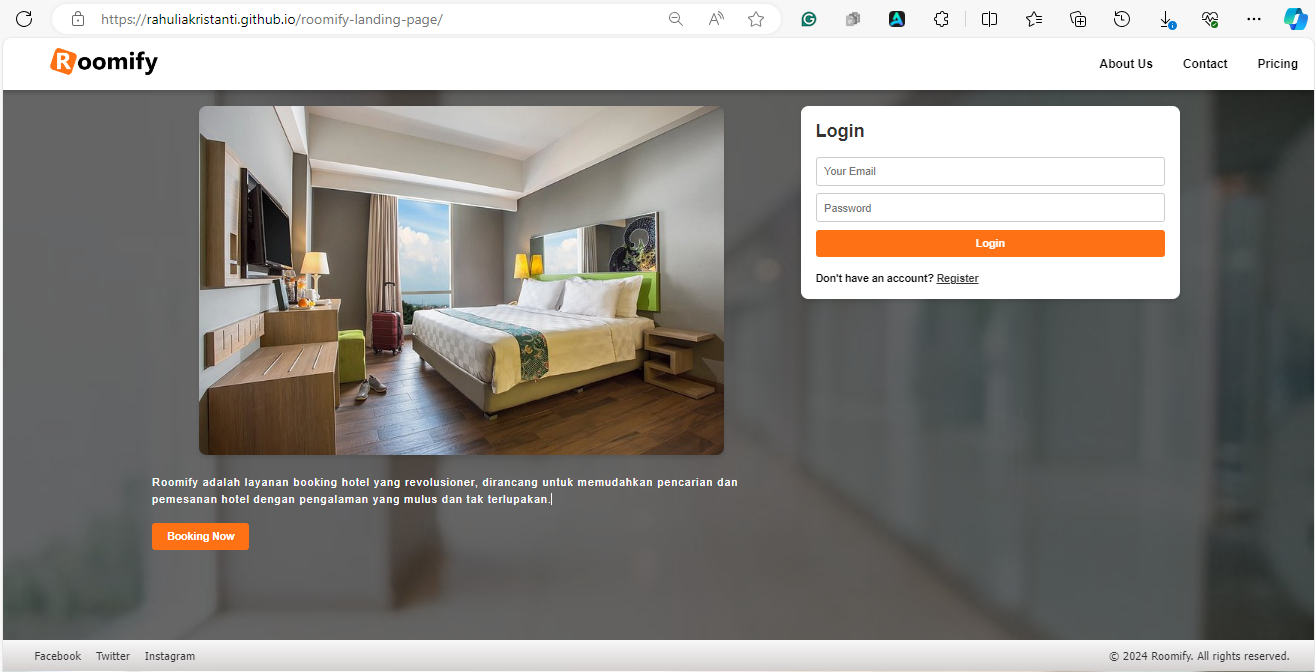 https://rahuliakristanti.github.io/roomify-landing-page/
Roomify
About Us
Contact
Pricing
Login
Your Email
Password
Login
Don't have an account? Register
Roomify adalah layanan booking hotel yang revolusioner, dirancang untuk memudahkan pencarian dan
pemesanan hotel dengan pengalaman yang mulus dan tak terlupakan.
Booking Now
Facebook
Twitter
Instagram
© 2024 Roomify. All rights reserved.